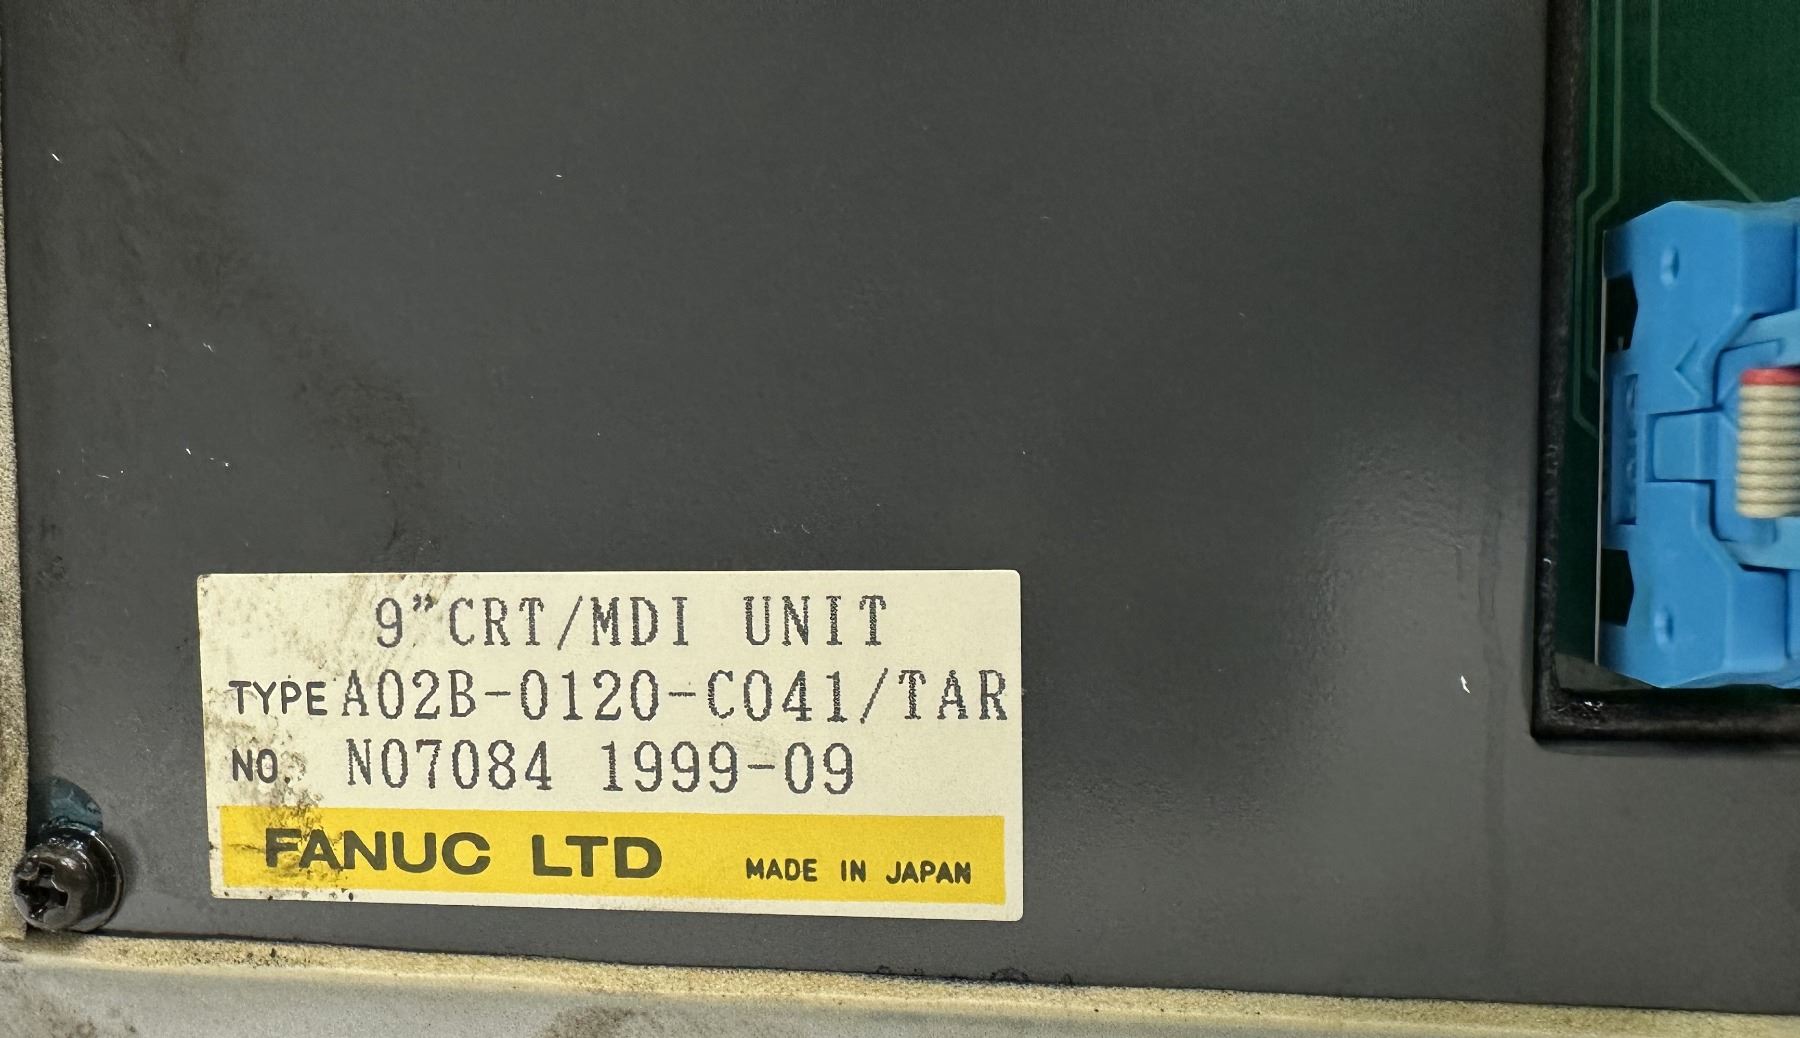 9”CRT/MDI UNIT
TYPE A02B-0120-C041/TAR
NO. N07084 1999-09
FANUC LTD MADE IN JAPAN